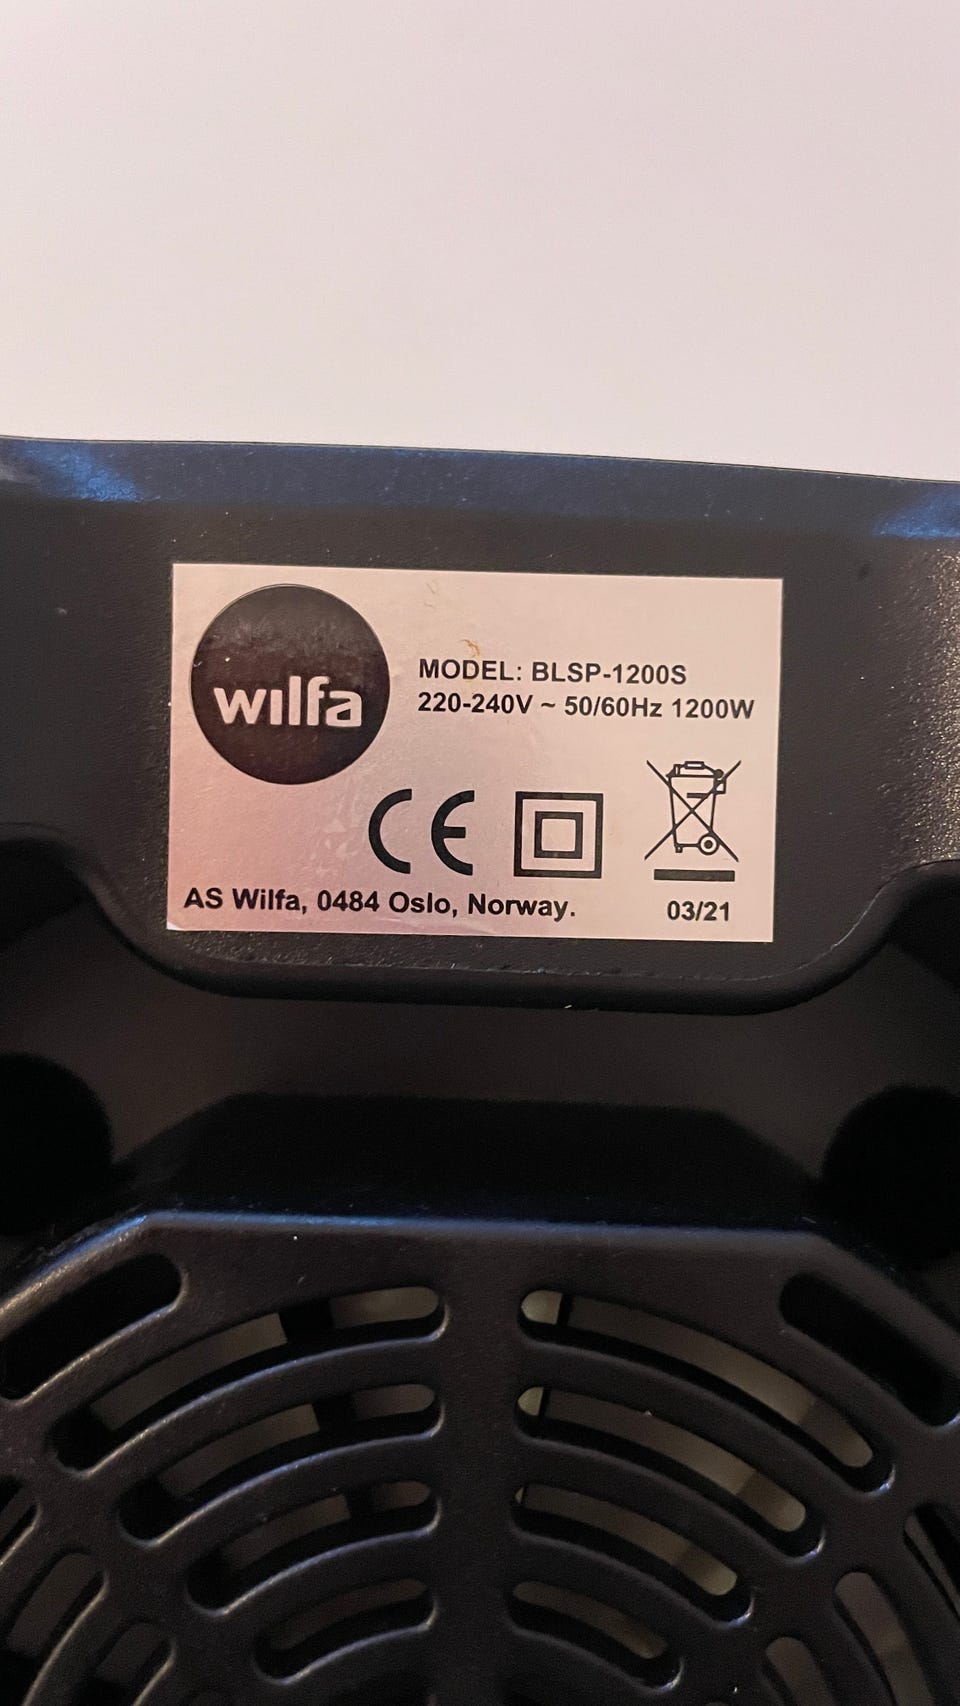 wilfa
MODEL: BLSP-1200S
220-240V ~ 50/60Hz 1200W
CE
AS Wilfa, 0484 Oslo, Norway.
03/21